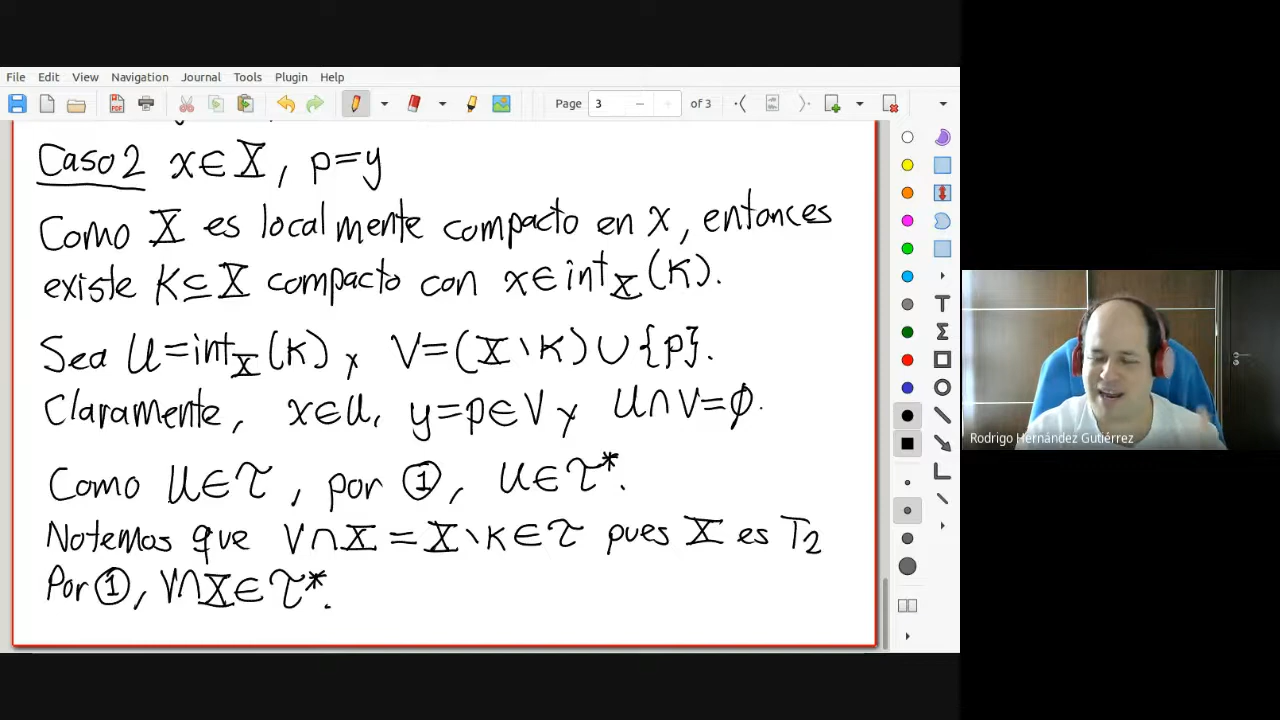 File Edit View Navigation Journal Tools Plugin Help
Page 3 of 3
Caso 2 x∈X, p=y
Como X es localmente compacto en x, entonces
existe K⊆X compacto con x∈int_X(K).
Sea U=int_X(K) y V=(X∖K)∪{p}.
Claramente, x∈U, y=p∈V y U∩V=∅.
Como U∈τ, por ①, U∈τ*.
Notemos que V∩X=X∖K∈τ pues X es T₂
Por ①, V∩X∈τ*.
Rodrigo Hernández Gutiérrez